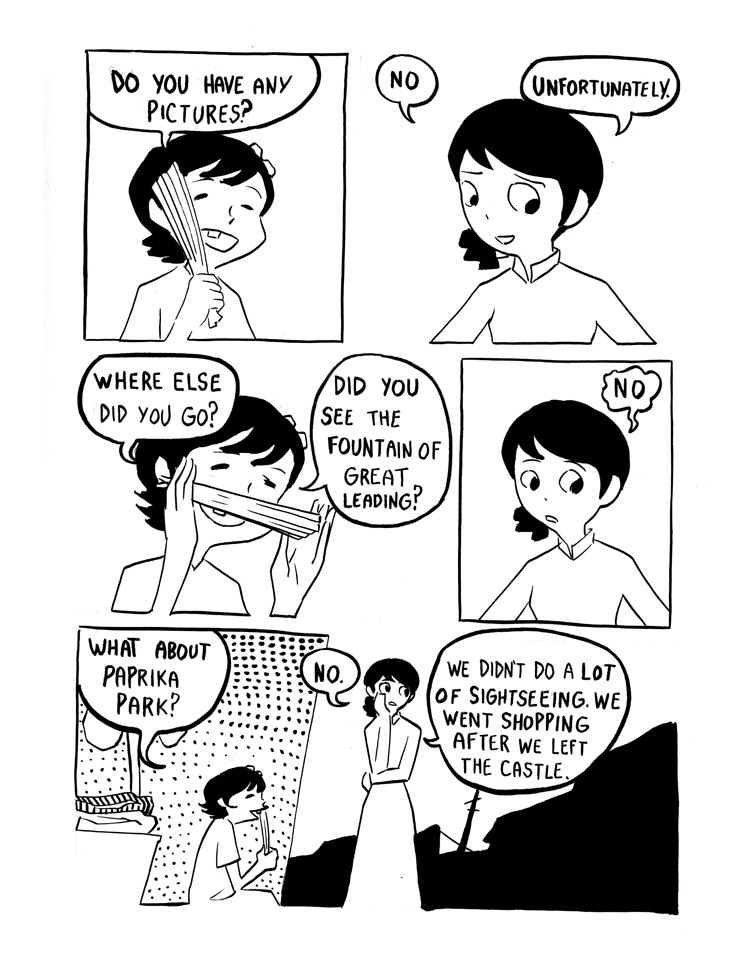 DO YOU HAVE ANY
PICTURES?
NO
UNFORTUNATELY.
WHERE ELSE
DID YOU GO?
DID YOU
SEE THE
FOUNTAIN OF
GREAT
LEADING?
NO
WHAT ABOUT
PAPRIKA
PARK?
NO.
WE DIDN'T DO A LOT
OF SIGHTSEEING. WE
WENT SHOPPING
AFTER WE LEFT
THE CASTLE.